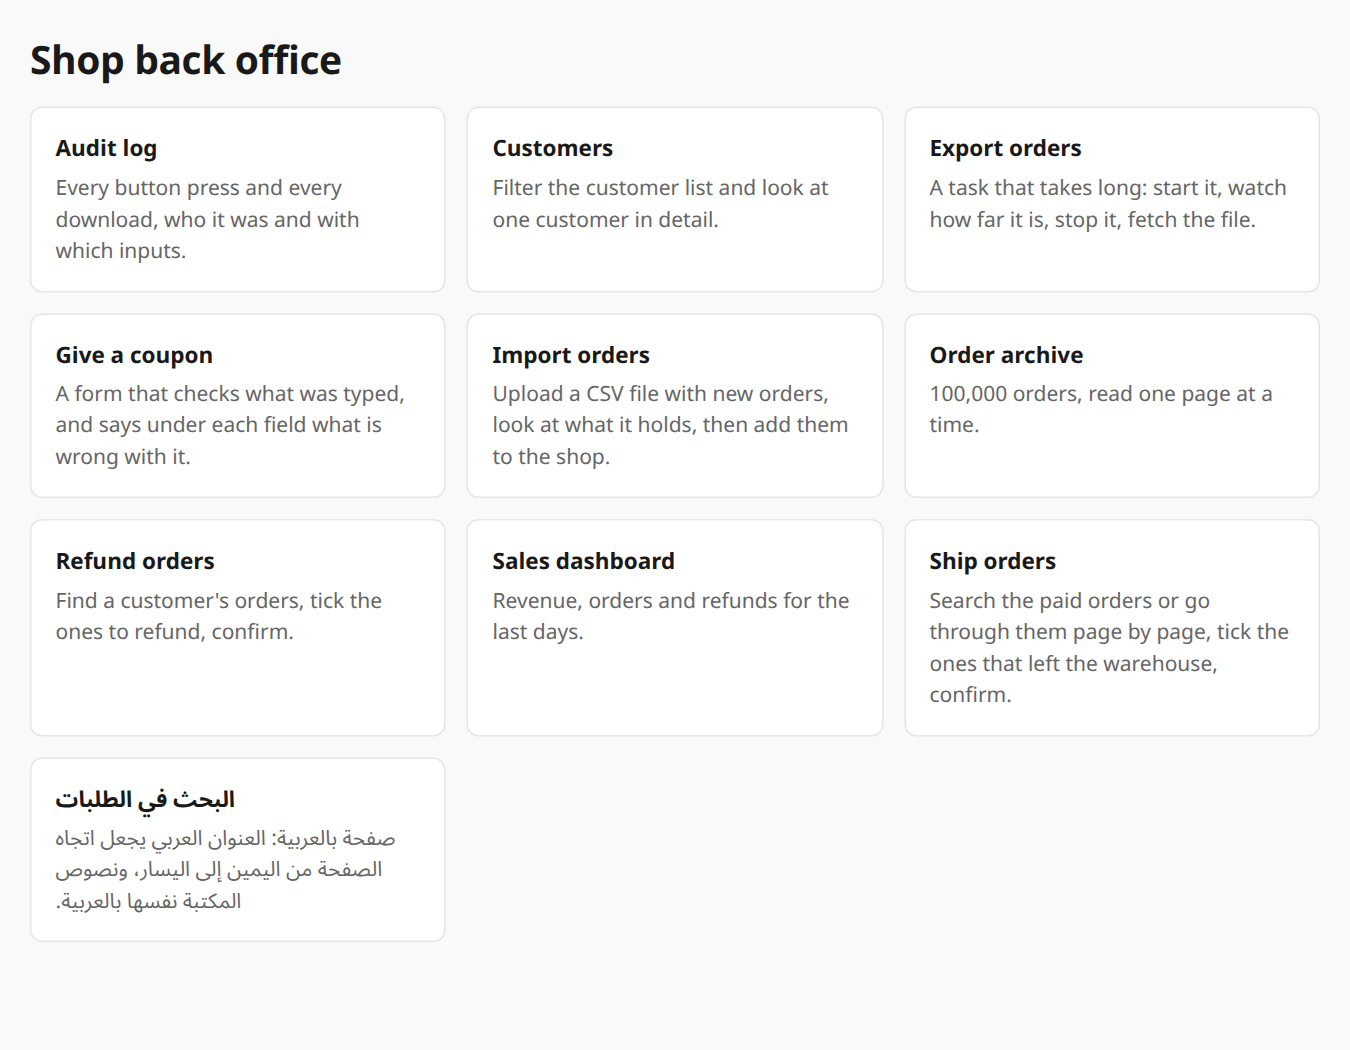 Shop back office
Audit log
Every button press and every
download, who it was and with
which inputs.
Customers
Filter the customer list and look at
one customer in detail.
Export orders
A task that takes long: start it, watch
how far it is, stop it, fetch the file.
Give a coupon
A form that checks what was typed,
and says under each field what is
wrong with it.
Import orders
Upload a CSV file with new orders,
look at what it holds, then add them
to the shop.
Order archive
100,000 orders, read one page at a
time.
Refund orders
Find a customer's orders, tick the
ones to refund, confirm.
Sales dashboard
Revenue, orders and refunds for the
last days.
Ship orders
Search the paid orders or go
through them page by page, tick the
ones that left the warehouse,
confirm.
البحث في الطلبات
صفحة بالعربية: العنوان العربي يجعل اتجاه
الصفحة من اليمين إلى اليسار، ونصوص
المكتبة نفسها بالعربية.